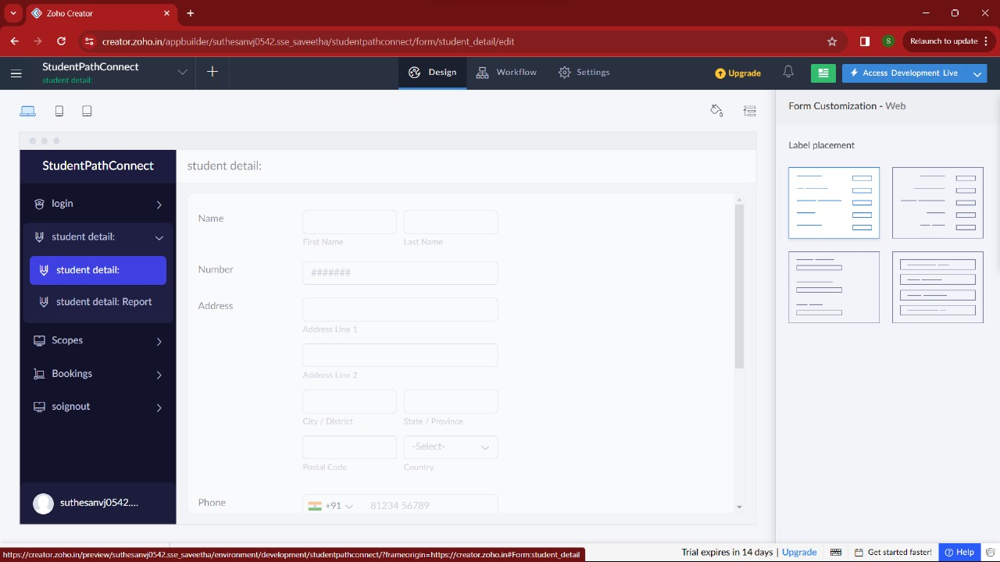 Zoho Creator
creator.zoho.in/appbuilder/suthesanvj0542.sse_saveetha/studentpathconnect/form/student_detail/edit
S
Relaunch to update
StudentPathConnect
student detail:
Design
Workflow
Settings
Upgrade
Access Development Live
Form Customization - Web
Label placement
StudentPathConnect
student detail:
login
student detail:
student detail:
student detail: Report
Scopes
Bookings
soignout
suthesanvj0542....
Name
First Name
Last Name
Number
#######
Address
Address Line 1
Address Line 2
City / District
State / Province
-Select-
Postal Code
Country
Phone
+91
81234 56789
https://creator.zoho.in/preview/suthesanvj0542.sse_saveetha/environment/development/studentpathconnect/?frameorigin=https://creator.zoho.in#Form:student_detail
Trial expires in 14 days | Upgrade
Get started faster!
Help